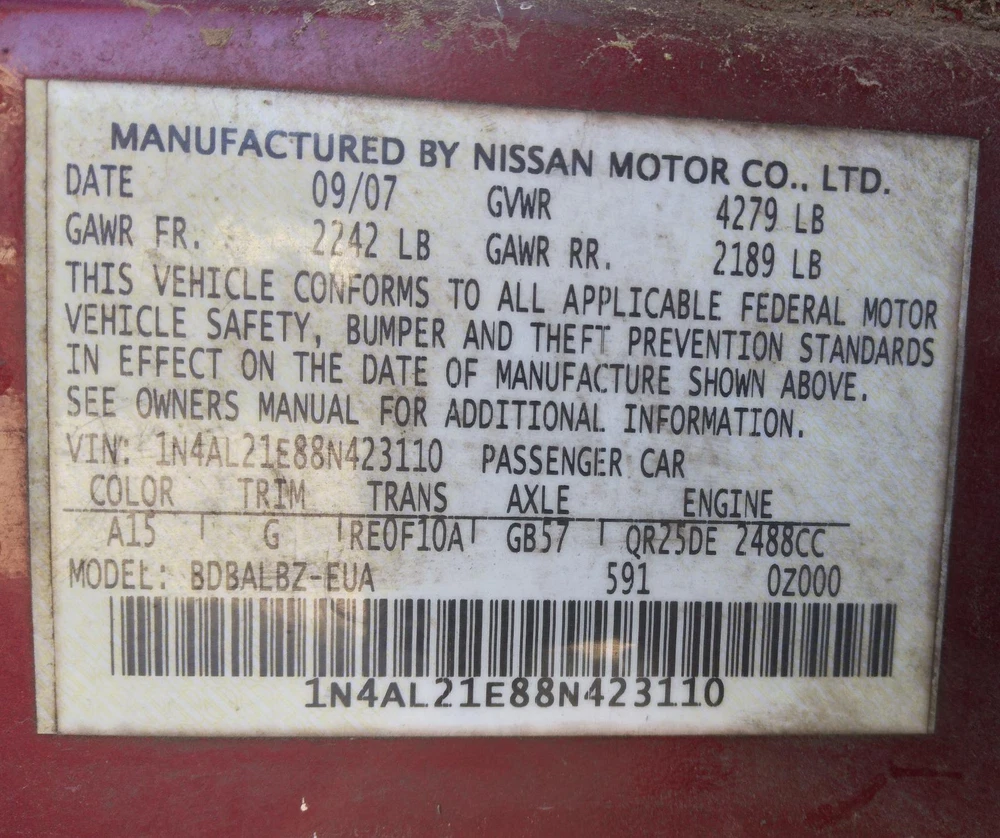 MANUFACTURED BY NISSAN MOTOR CO., LTD.
DATE 09/07 GVWR 4279 LB
GAWR FR. 2242 LB GAWR RR. 2189 LB
THIS VEHICLE CONFORMS TO ALL APPLICABLE FEDERAL MOTOR
VEHICLE SAFETY, BUMPER AND THEFT PREVENTION STANDARDS
IN EFFECT ON THE DATE OF MANUFACTURE SHOWN ABOVE.
SEE OWNERS MANUAL FOR ADDITIONAL INFORMATION.
VIN: 1N4AL21E88N423110 PASSENGER CAR
COLOR TRIM TRANS AXLE ENGINE
A15 G RE0F10A GB57 QR25DE 2488CC
MODEL: BDBALBZ-EUA 591 0Z000
1N4AL21E88N423110